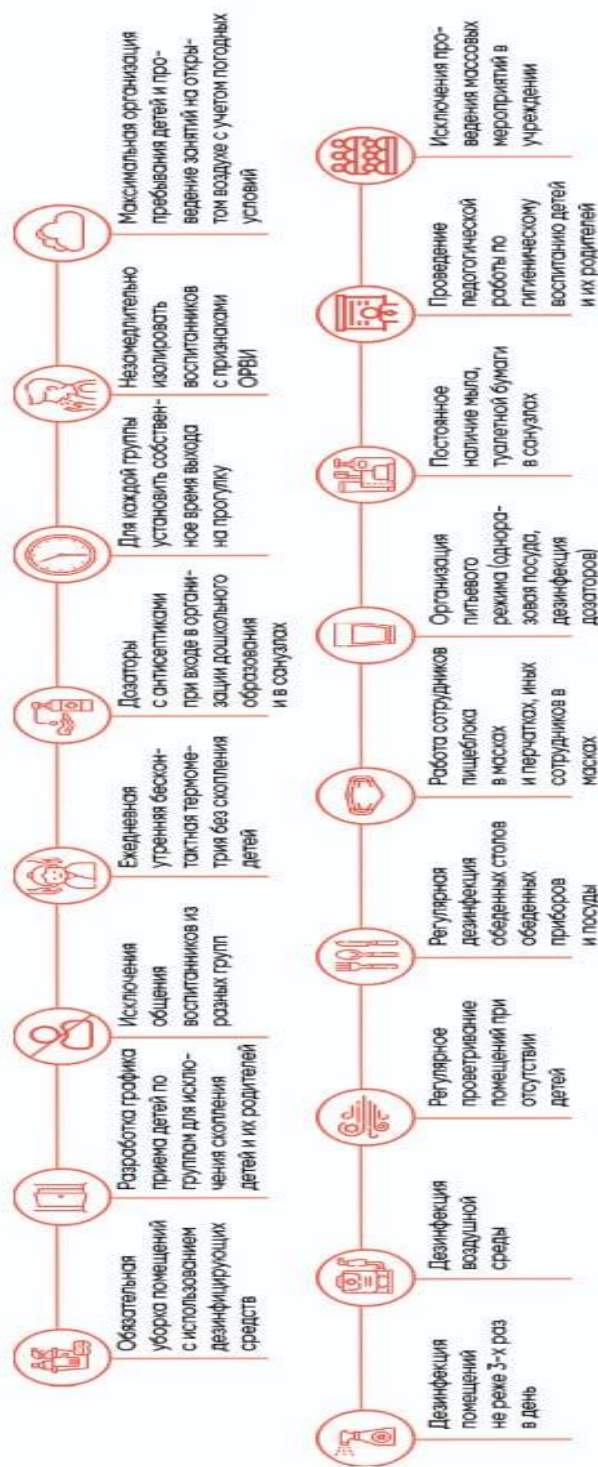 Обязательная
уборка помещений
с использованием
дезинфицирующих
средств
Разработка графика
приема детей по
группам для исклю-
чения скопления
детей и их родителей
Исключения
общения
воспитанников из
разных групп
Ежедневная
утренняя бескон-
тактная термоме-
трия без скопления
детей
Дозаторы
с антисептиками
при входе в органи-
зации дошкольного
образования
и в санузлах
Для каждой группы
установить собствен-
ное время выхода
на прогулку
Незамедлительно
изолировать
воспитанников
с признаками
ОРВИ
Максимальная организация
пребывания детей и про-
ведение занятий на откры-
том воздухе с учетом погодных
условий
Дезинфекция
помещений
не реже 3-х раз
в день
Дезинфекция
воздушной
среды
Регулярное
проветривание
помещений при
отсутствии
детей
Регулярная
дезинфекция
обеденных столов
обеденных
приборов
и посуды
Работа сотрудников
пищеблока
в масках
и перчатках, иных
сотрудников в
масках
Организация
питьевого
режима (однора-
зовая посуда,
дезинфекция
дозаторов)
Постоянное
наличие мыла,
туалетной бумаги
в санузлах
Проведение
педогогической
работы по
гигиеническому
воспитанию детей
и их родителей
Исключения про-
ведения массовых
мероприятий в
учреждении